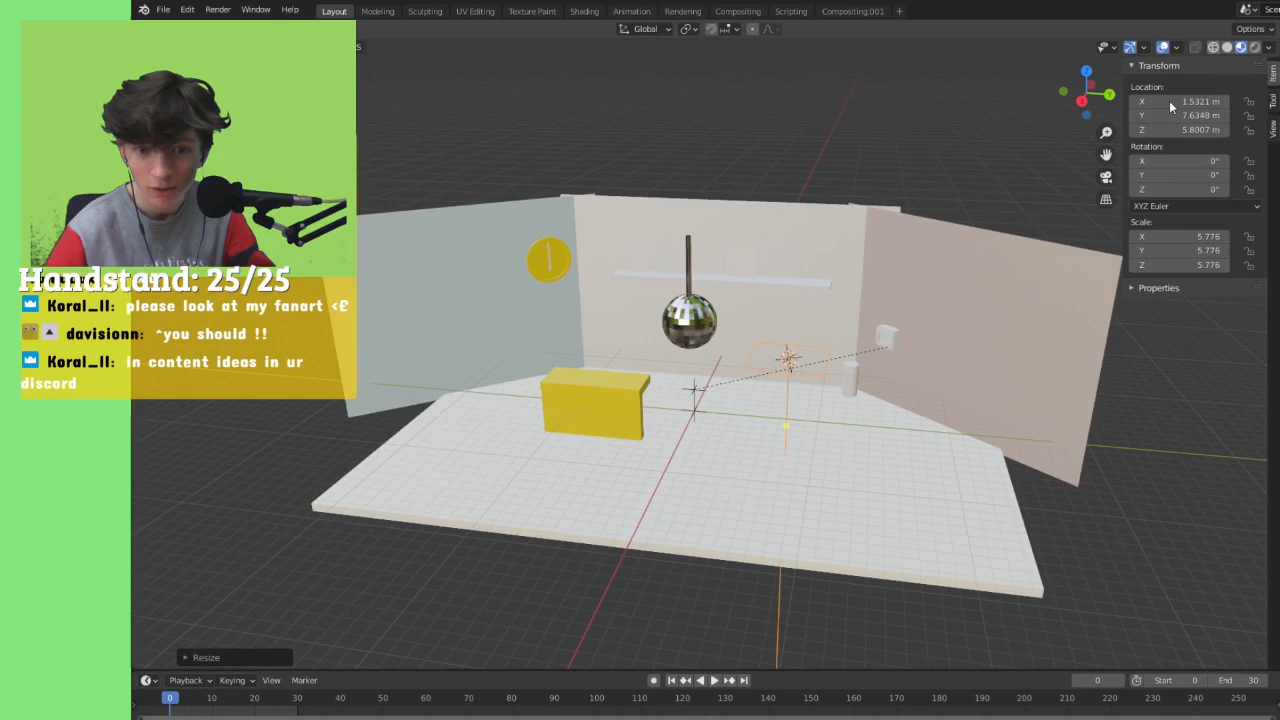 File Edit Render Window Help Layout Modeling Sculpting UV Editing Texture Paint Shading Animation Rendering Compositing Scripting Compositing.001 + Scen
Global Options
S
Transform
Location:
X 1.5321 m
Y 7.6348 m
Z 5.8007 m
Rotation:
X 0°
Y 0°
Z 0°
XYZ Euler
Scale:
X 5.776
Y 5.776
Z 5.776
Properties
Item
Tool
View
Z
Y
X
Handstand: 25/25
Koral_ll: please look at my fanart <€
davisionn: ^you should !!
Koral_ll: In content ideas in ur
discord
Resize
Playback Keying View Marker 0 Start 0 End 30
0 10 20 30 40 50 60 70 80 90 100 110 120 130 140 150 160 170 180 190 200 210 220 230 240 250